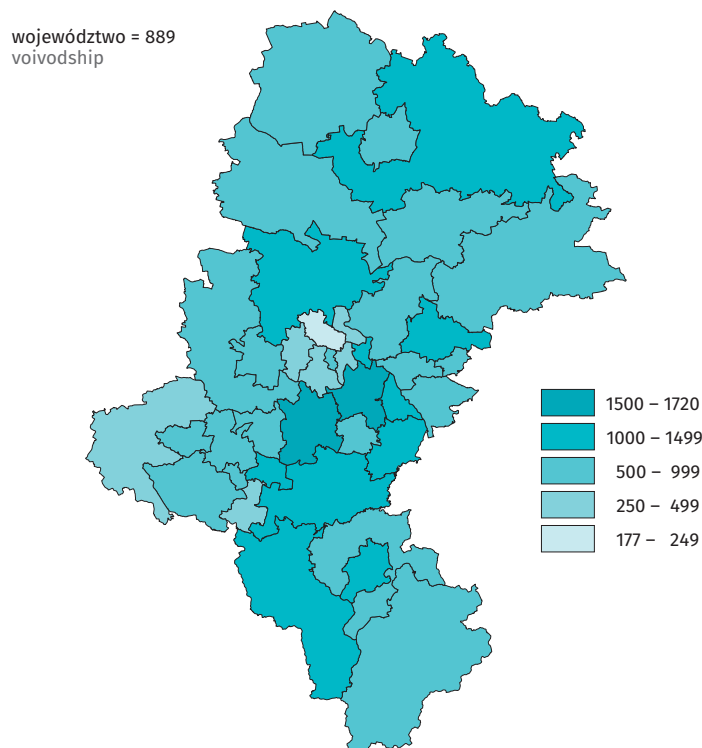 województwo = 889
voivodship
1500 – 1720
1000 – 1499
500 – 999
250 – 499
177 – 249